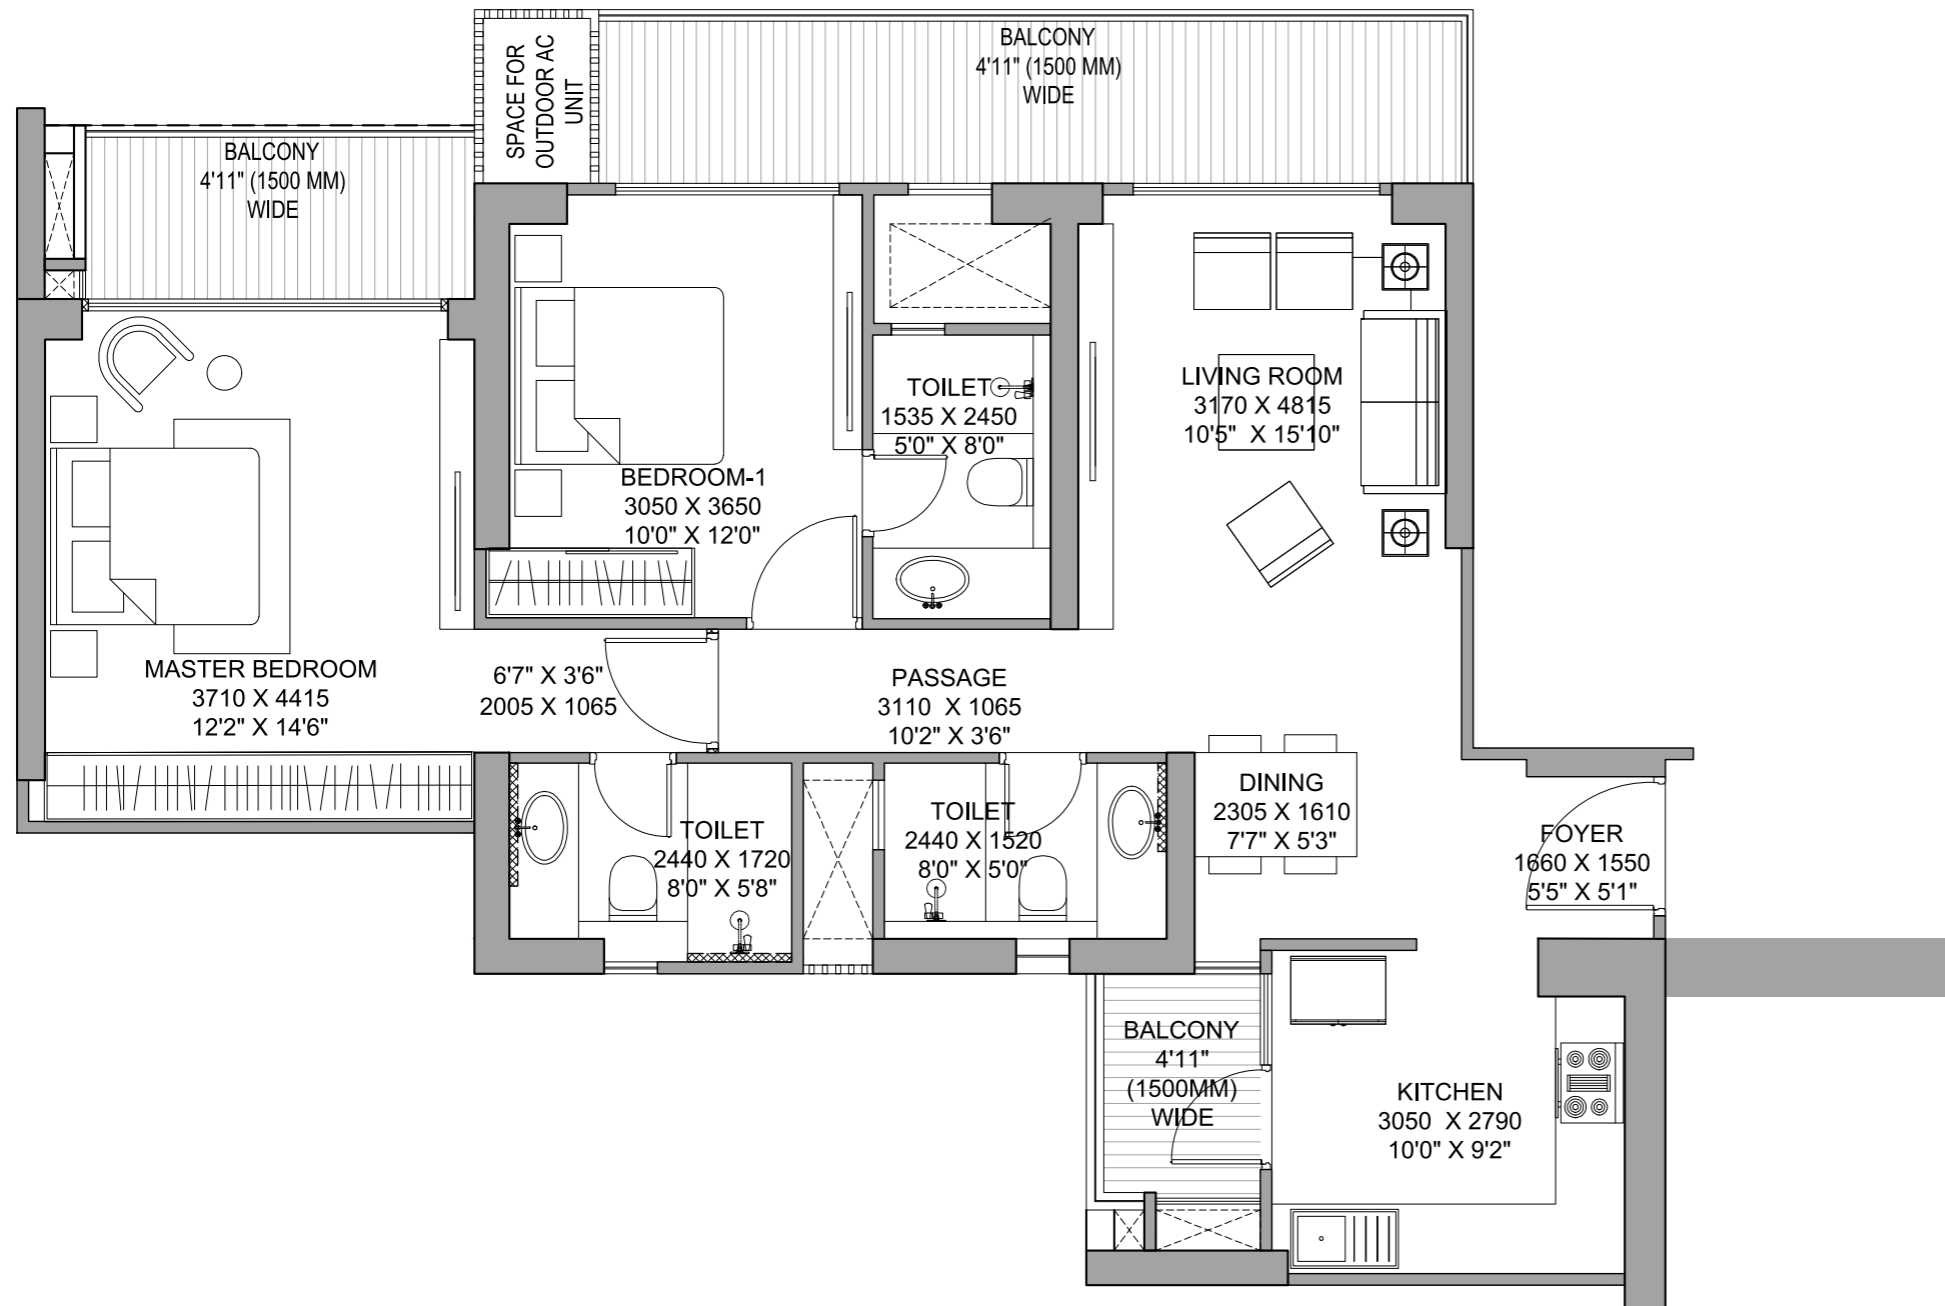 BALCONY
4'11" (1500 MM)
WIDE
SPACE FOR
OUTDOOR AC
UNIT
BALCONY
4'11" (1500 MM)
WIDE
TOILET
1535 X 2450
5'0" X 8'0"
LIVING ROOM
3170 X 4815
10'5" X 15'10"
BEDROOM-1
3050 X 3650
10'0" X 12'0"
MASTER BEDROOM
3710 X 4415
12'2" X 14'6"
6'7" X 3'6"
2005 X 1065
PASSAGE
3110 X 1065
10'2" X 3'6"
TOILET
2440 X 1720
8'0" X 5'8"
TOILET
2440 X 1520
8'0" X 5'0"
DINING
2305 X 1610
7'7" X 5'3"
FOYER
1660 X 1550
5'5" X 5'1"
BALCONY
4'11"
(1500MM)
WIDE
KITCHEN
3050 X 2790
10'0" X 9'2"